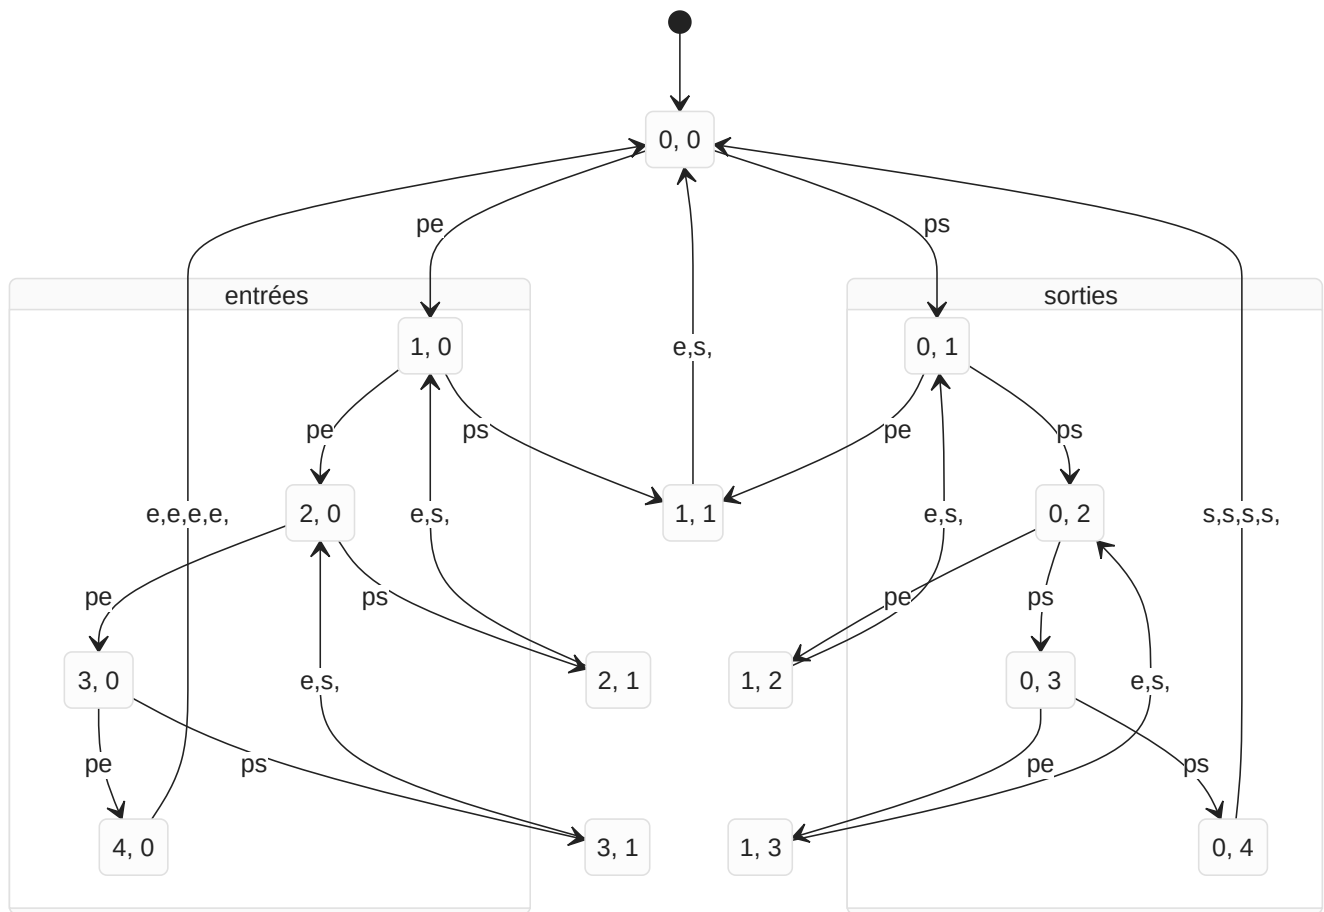 0, 0
pe
ps
entrées
sorties
1, 0
e,s,
0, 1
pe
ps
pe
ps
e,e,e,e,
2, 0
e,s,
1, 1
e,s,
0, 2
s,s,s,s,
pe
ps
pe
ps
3, 0
e,s,
2, 1
1, 2
0, 3
e,s,
pe
ps
pe
ps
4, 0
3, 1
1, 3
0, 4